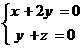 x + 2y = 0
y + z = 0